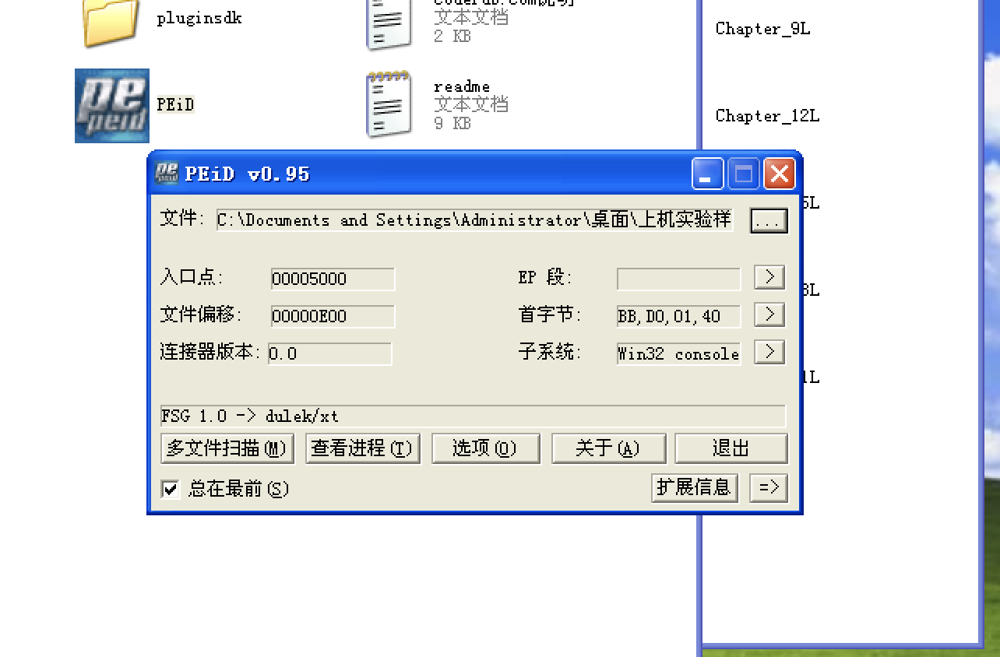 pluginsdk
文本文档
2 KB
PEiD
readme
文本文档
9 KB
Chapter_9L
Chapter_12L
PEiD v0.95
文件: C:\Documents and Settings\Administrator\桌面\上机实验样 ...
入口点: 00005000 EP 段: >
文件偏移: 00000E00 首字节: BB,D0,01,40 >
连接器版本: 0.0 子系统: Win32 console >
FSG 1.0 -> dulek/xt
多文件扫描(M) 查看进程(T) 选项(O) 关于(A) 退出
总在最前(S) 扩展信息 =>